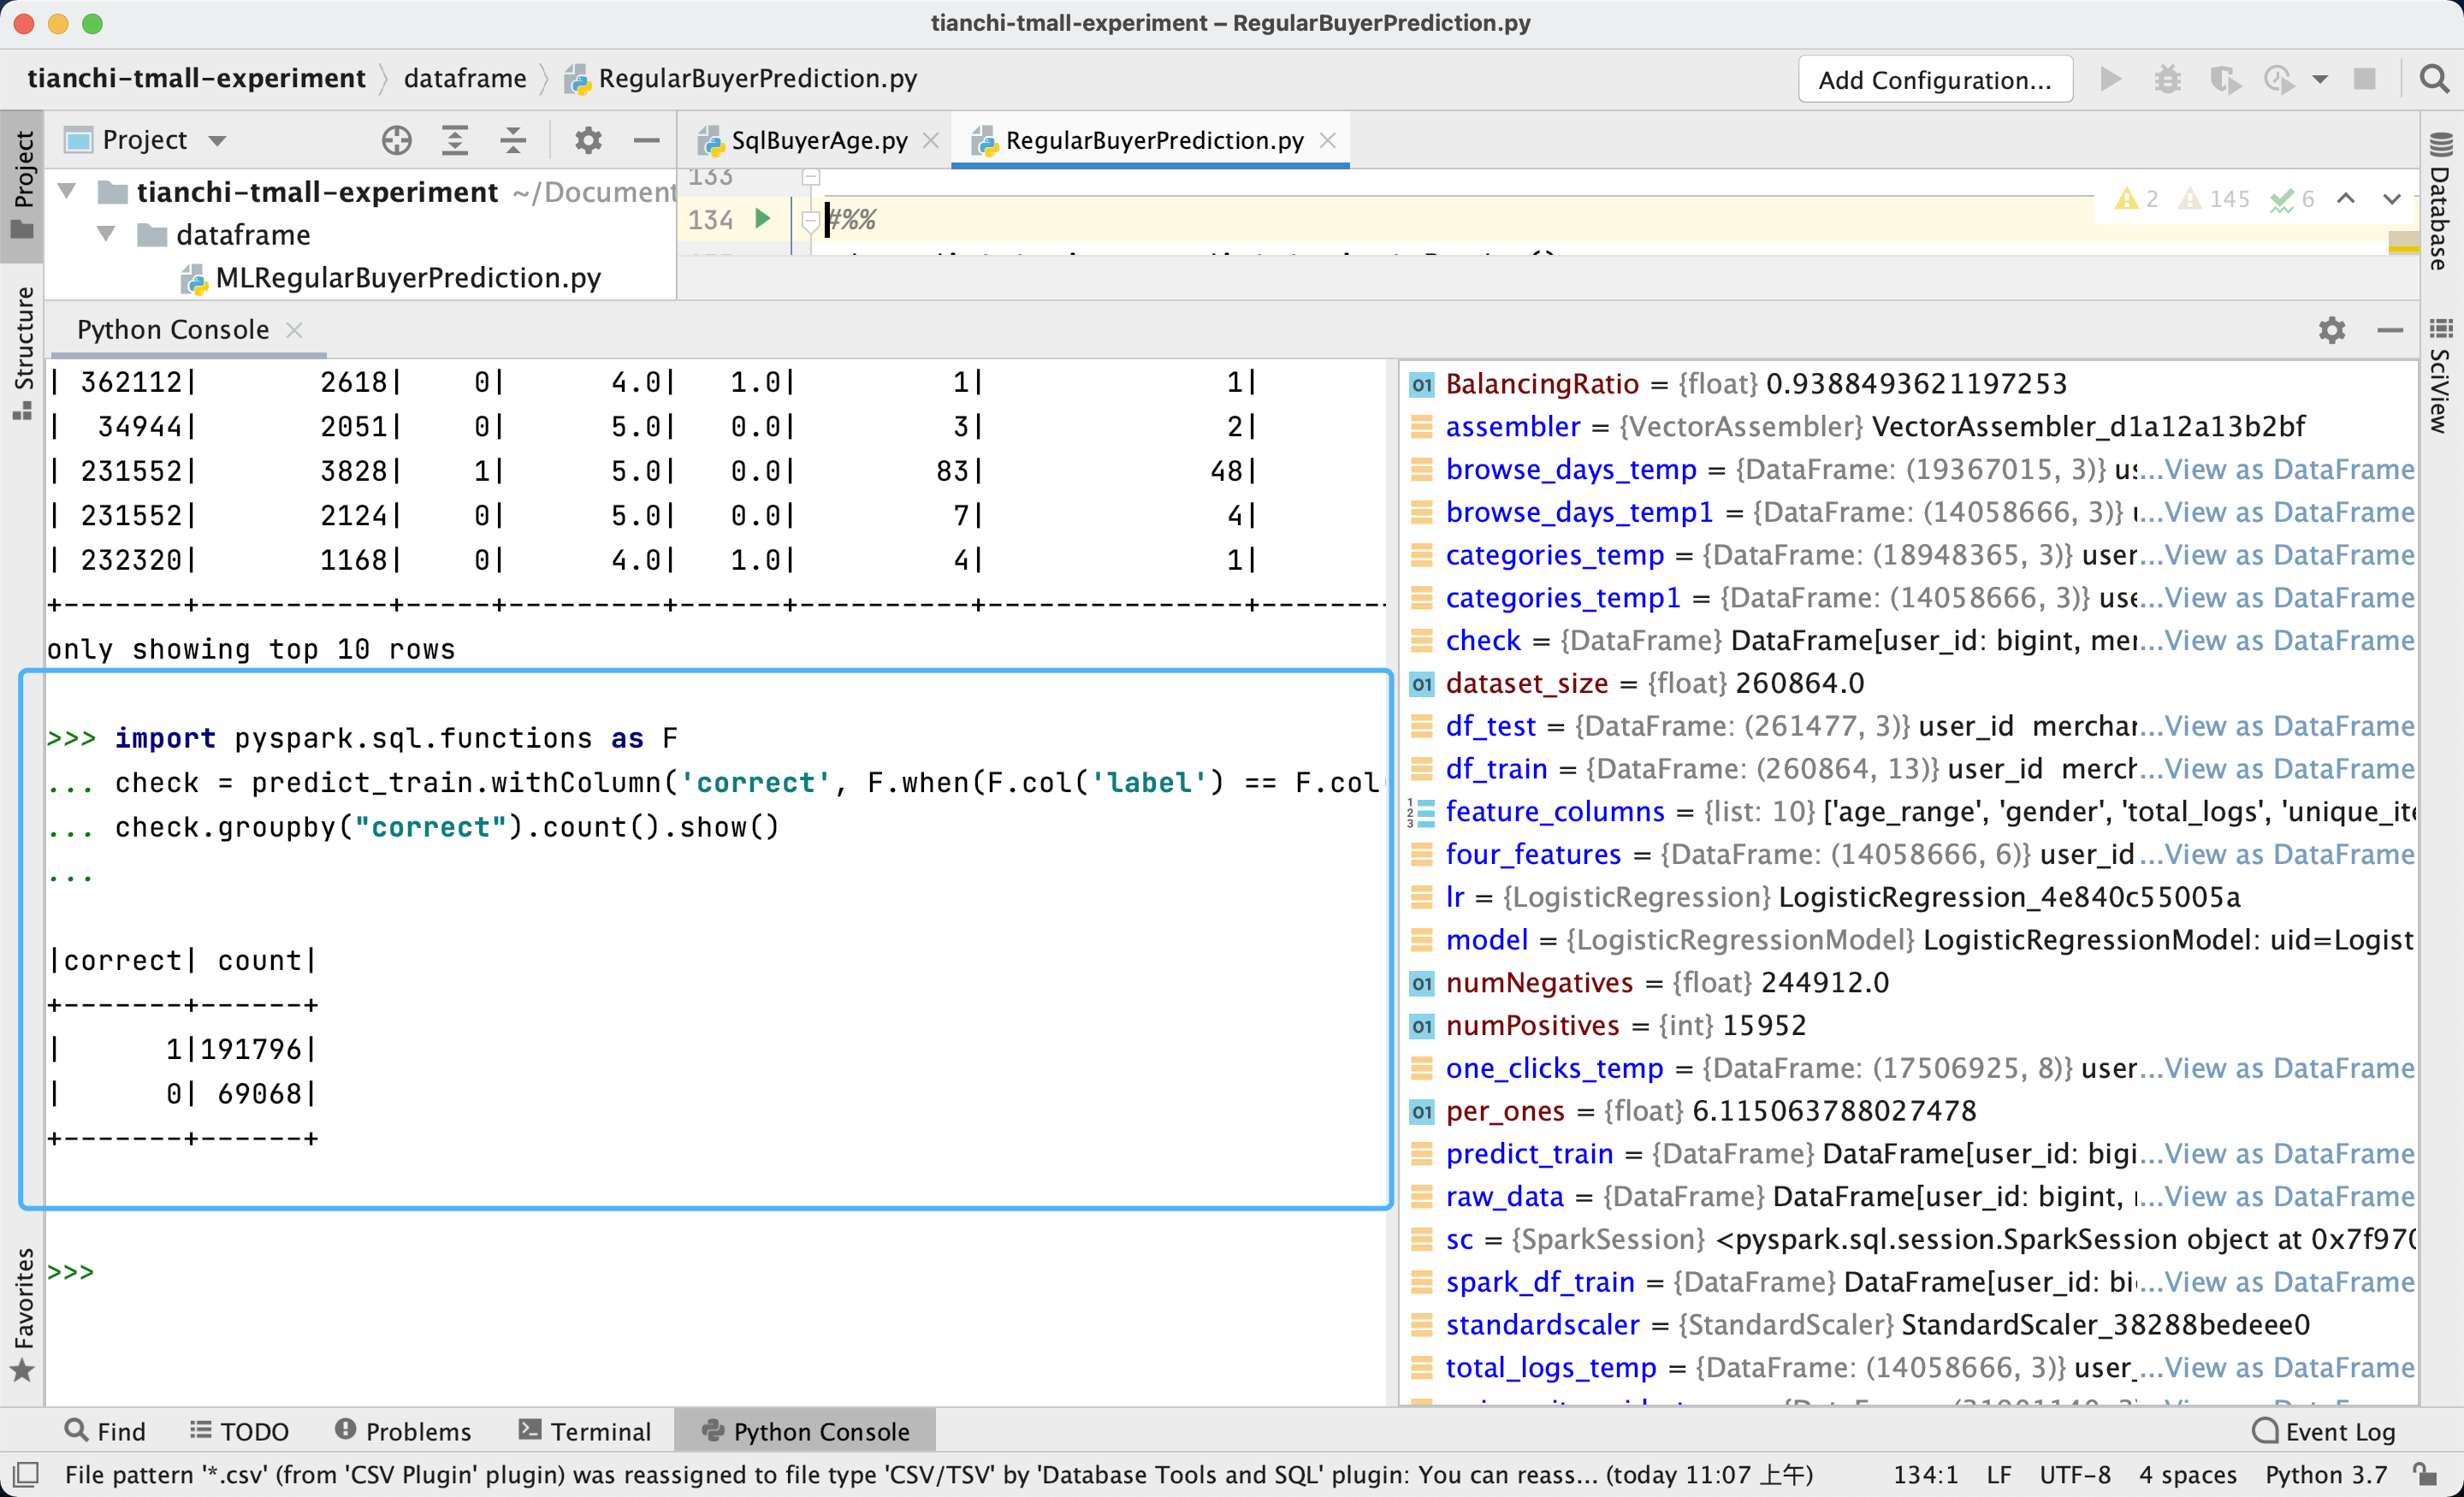 tianchi-tmall-experiment – RegularBuyerPrediction.py
tianchi-tmall-experiment dataframe RegularBuyerPrediction.py Add Configuration...
Project SqlBuyerAge.py RegularBuyerPrediction.py
Project
Structure
Favorites
Database
SciView
tianchi-tmall-experiment ~/Document
dataframe
MLRegularBuyerPrediction.py
133
134 #%% 2 145 6
Python Console
| 362112| 2618| 0| 4.0| 1.0| 1| 1|
| 34944| 2051| 0| 5.0| 0.0| 3| 2|
| 231552| 3828| 1| 5.0| 0.0| 83| 48|
| 231552| 2124| 0| 5.0| 0.0| 7| 4|
| 232320| 1168| 0| 4.0| 1.0| 4| 1|
+-------+-----------+-----+---------+------+----------+--------------+-------
only showing top 10 rows
>>> import pyspark.sql.functions as F
... check = predict_train.withColumn('correct', F.when(F.col('label') == F.col
... check.groupby("correct").count().show()
...
|correct| count|
+-------+------+
| 1|191796|
| 0| 69068|
+-------+------+
>>>
01 BalancingRatio = {float} 0.9388493621197253
assembler = {VectorAssembler} VectorAssembler_d1a12a13b2bf
browse_days_temp = {DataFrame: (19367015, 3)} us...View as DataFrame
browse_days_temp1 = {DataFrame: (14058666, 3)} ...View as DataFrame
categories_temp = {DataFrame: (18948365, 3)} user...View as DataFrame
categories_temp1 = {DataFrame: (14058666, 3)} use...View as DataFrame
check = {DataFrame} DataFrame[user_id: bigint, mer...View as DataFrame
01 dataset_size = {float} 260864.0
df_test = {DataFrame: (261477, 3)} user_id merchar...View as DataFrame
df_train = {DataFrame: (260864, 13)} user_id merch...View as DataFrame
feature_columns = {list: 10} ['age_range', 'gender', 'total_logs', 'unique_ite
four_features = {DataFrame: (14058666, 6)} user_id...View as DataFrame
lr = {LogisticRegression} LogisticRegression_4e840c55005a
model = {LogisticRegressionModel} LogisticRegressionModel: uid=Logist
01 numNegatives = {float} 244912.0
01 numPositives = {int} 15952
one_clicks_temp = {DataFrame: (17506925, 8)} user...View as DataFrame
01 per_ones = {float} 6.115063788027478
predict_train = {DataFrame} DataFrame[user_id: bigi...View as DataFrame
raw_data = {DataFrame} DataFrame[user_id: bigint, ...View as DataFrame
sc = {SparkSession} <pyspark.sql.session.SparkSession object at 0x7f970
spark_df_train = {DataFrame} DataFrame[user_id: bi...View as DataFrame
standardscaler = {StandardScaler} StandardScaler_38288bedeee0
total_logs_temp = {DataFrame: (14058666, 3)} user_...View as DataFrame
Find TODO Problems Terminal Python Console Event Log
File pattern '*.csv' (from 'CSV Plugin' plugin) was reassigned to file type 'CSV/TSV' by 'Database Tools and SQL' plugin: You can reass... (today 11:07 上午) 134:1 LF UTF-8 4 spaces Python 3.7